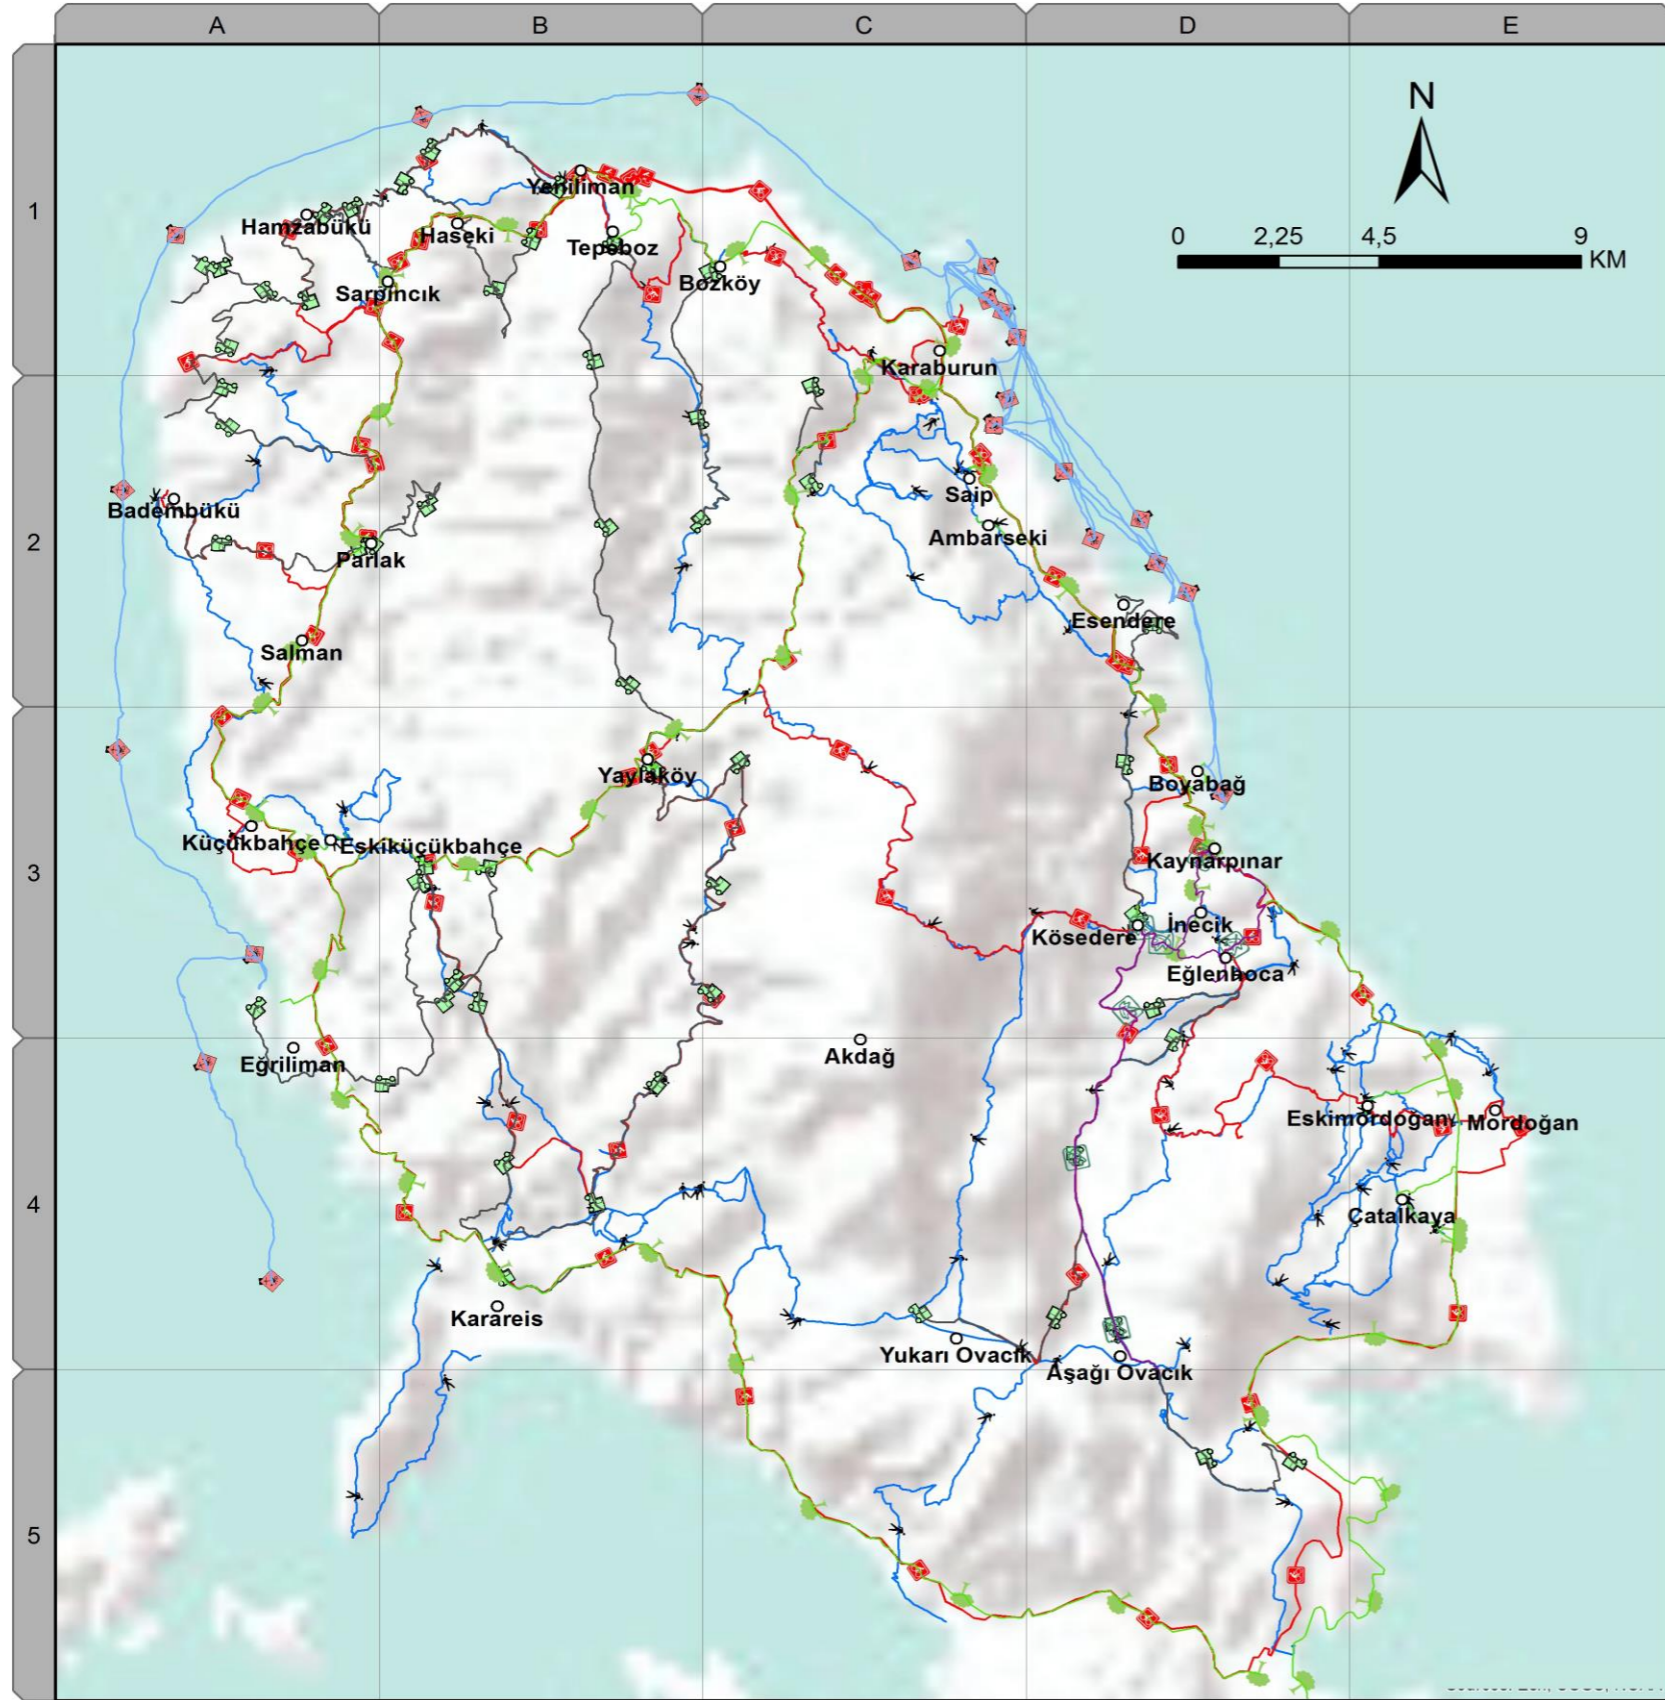 A B C D E
N
0 2,25 4,5 9
KM
1
Yeniliman
Hamzabükü
Haseki
Tepeboz
Bozköy
Sarpıncık
Karaburun
Saip
Badembükü
2
Ambarseki
Parlak
Esendere
Salman
Yaylaköy
Boyabağ
Küçükbahçe
Eskiküçükbahçe
Kaynarpınar
3
İnecik
Kösedere
Eğlenhoca
Akdağ
Eğriliman
Eskimordoğan
Mordoğan
4
Çatalkaya
Karareis
Yukarı Ovacık
Aşağı Ovacık
5